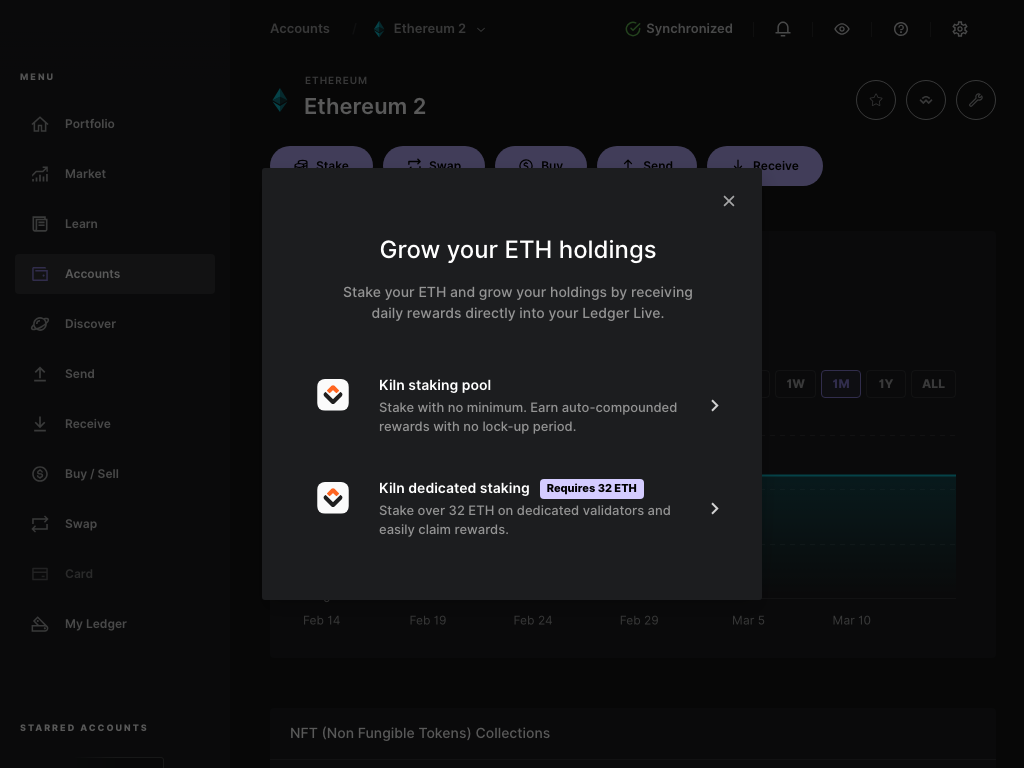 Accounts / Ethereum 2
Synchronized
MENU
Portfolio
Market
Learn
Accounts
Discover
Send
Receive
Buy / Sell
Swap
Card
My Ledger
STARRED ACCOUNTS
ETHEREUM
Ethereum 2
Stake Swap Buy Send Receive
Grow your ETH holdings
Stake your ETH and grow your holdings by receiving
daily rewards directly into your Ledger Live.
Kiln staking pool
Stake with no minimum. Earn auto-compounded
rewards with no lock-up period.
Kiln dedicated staking Requires 32 ETH
Stake over 32 ETH on dedicated validators and
easily claim rewards.
1W 1M 1Y ALL
Feb 14 Feb 19 Feb 24 Feb 29 Mar 5 Mar 10
NFT (Non Fungible Tokens) Collections